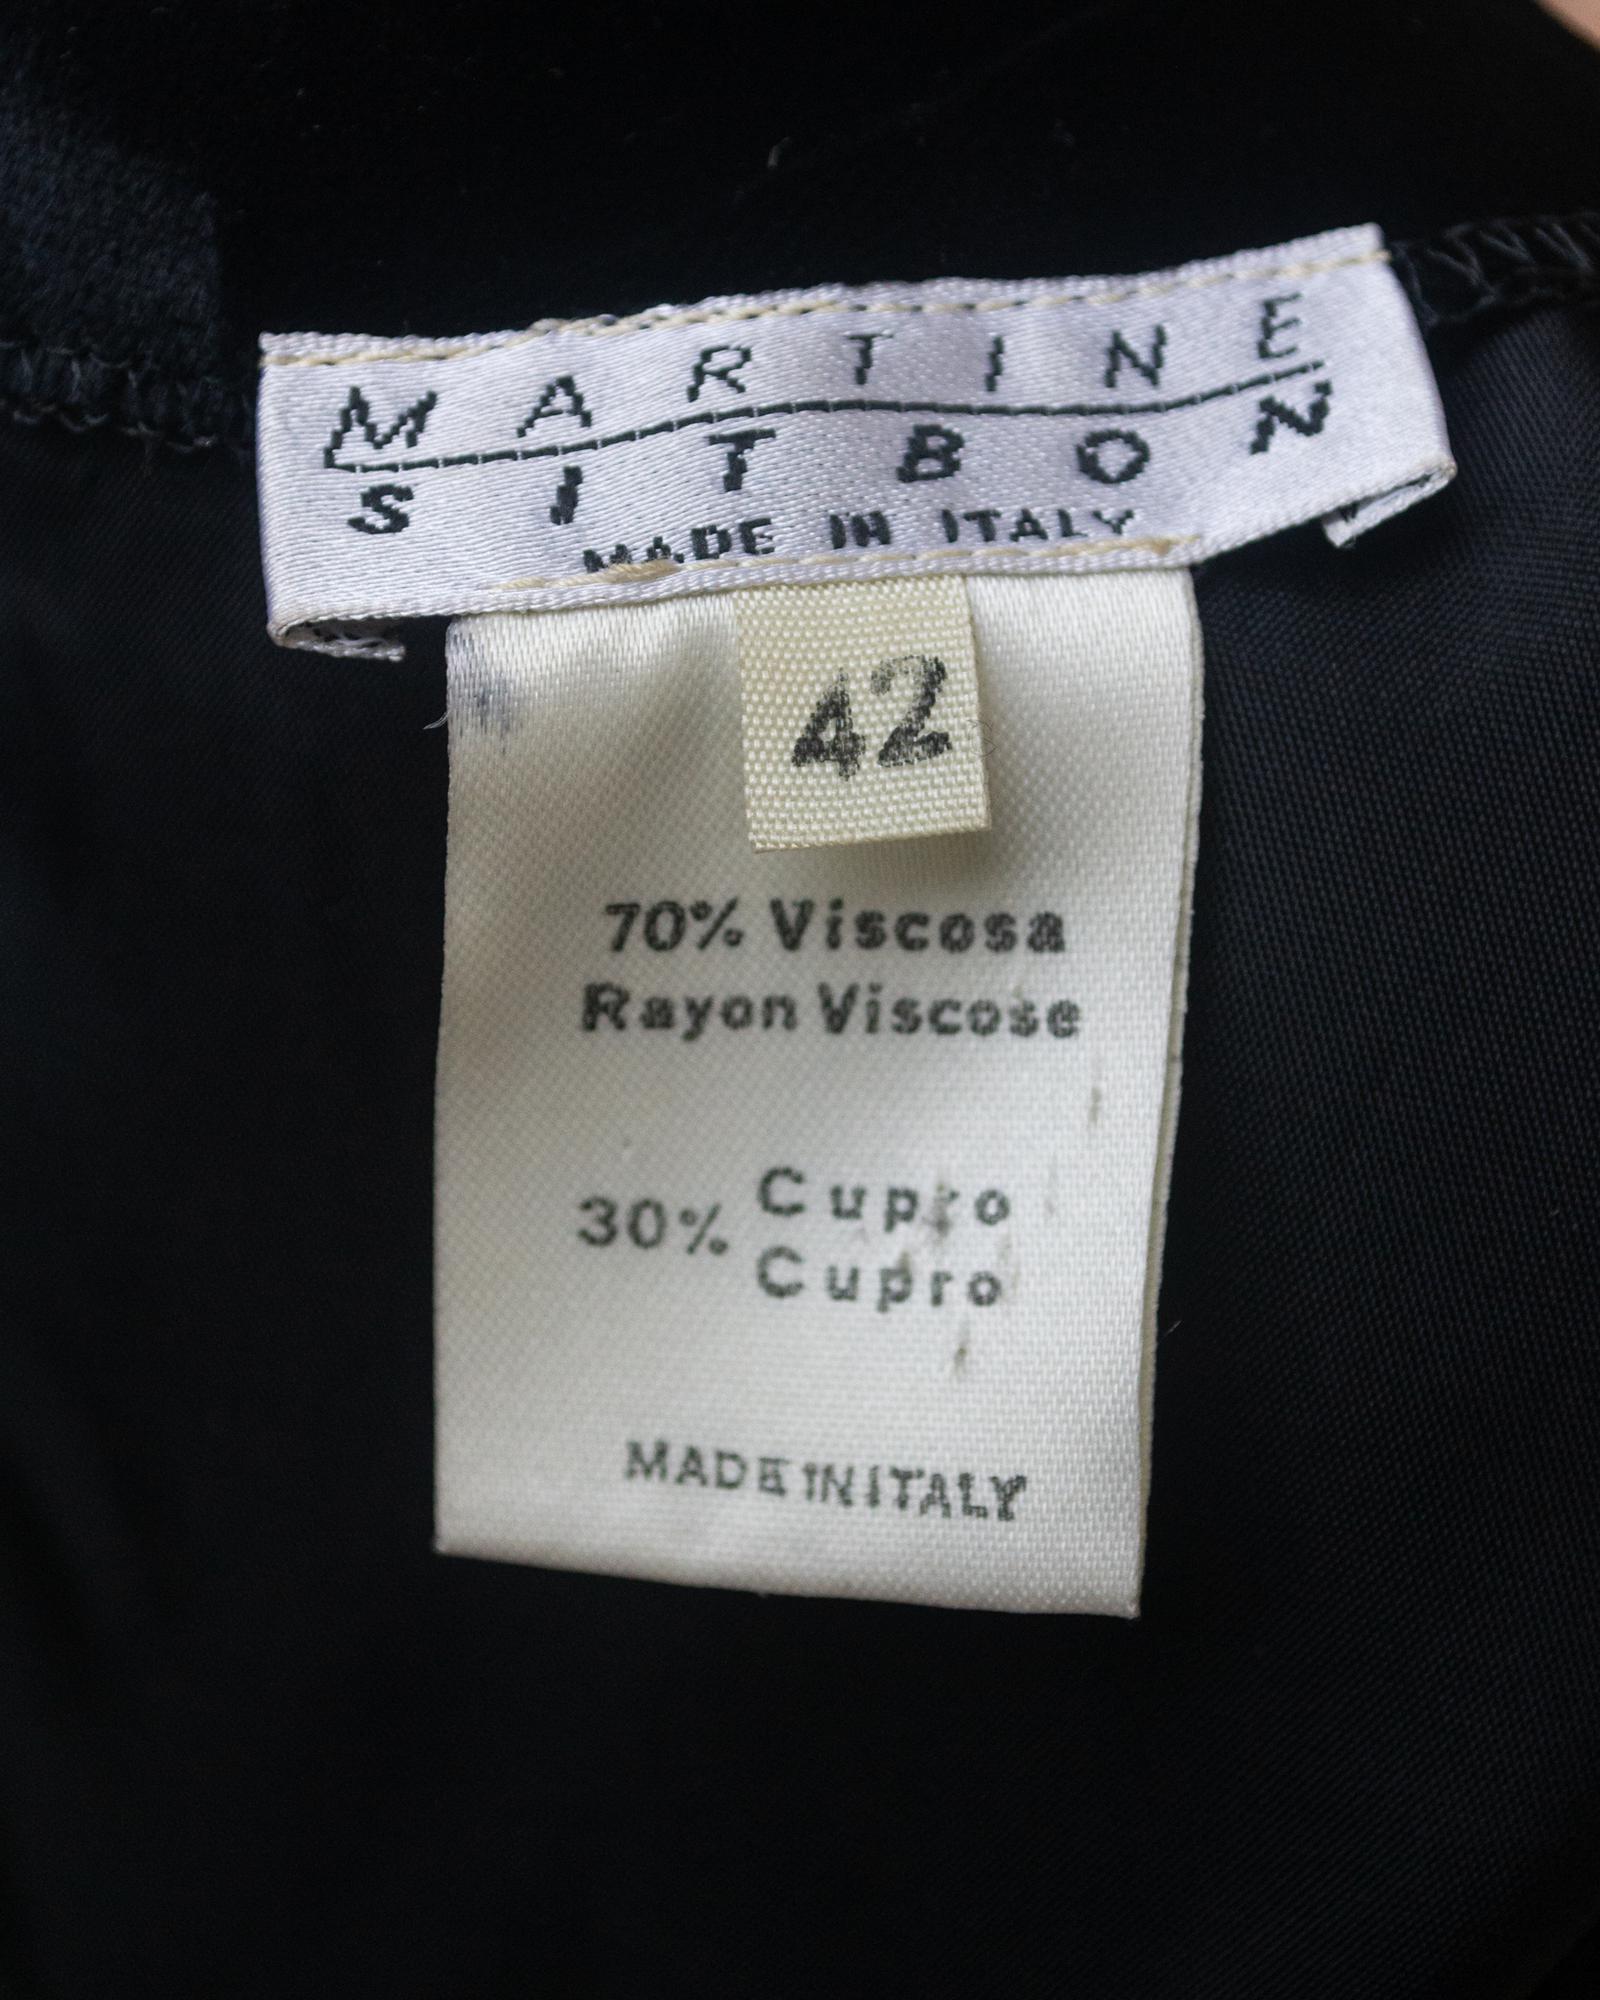 MARTINE
SITBON
MADE IN ITALY
42
70% Viscosa
Rayon Viscose
30% Cupro
Cupro
MADE IN ITALY